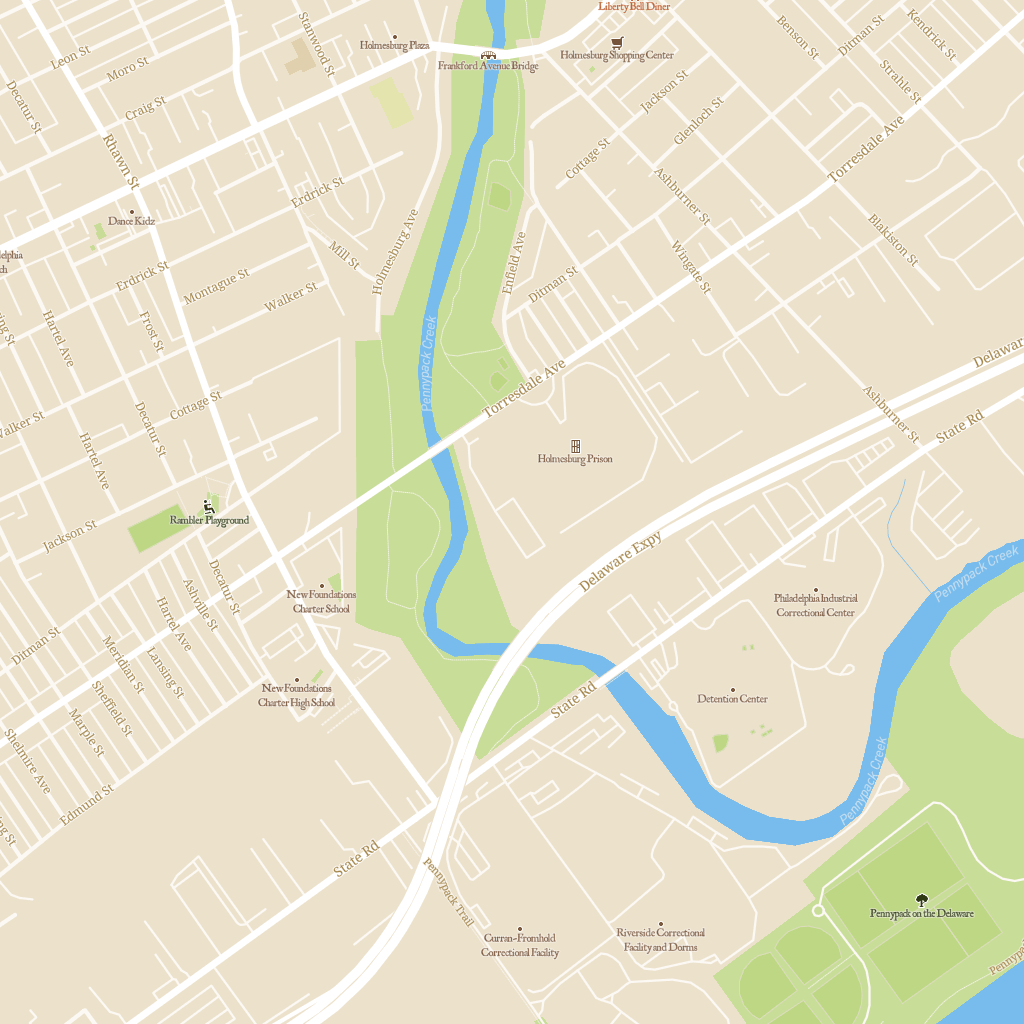 Liberty Bell Diner
Benson St
Ditman St
Kendrick St
Leon St
Stanwood St
Holmesburg Plaza
Frankford Avenue Bridge
Holmesburg Shopping Center
Moro St
Decatur St
Craig St
Jackson St
Strahle St
Glenloch St
Torresdale Ave
Rhawn St
Cottage St
Erdrick St
Ashburner St
Dance Kidz
Holmesburg Ave
Mill St
Enfield Ave
Wingate St
Blakiston St
Erdrick St
Montague St
Walker St
Ditman St
Hartel Ave
Frost St
Pennypack Creek
Torresdale Ave
Cottage St
Decatur St
Hartel Ave
Ashburner St
State Rd
Holmesburg Prison
Jackson St
Rambler Playground
Delaware Expy
Pennypack Creek
Decatur St
Ashville St
Hartel Ave
New Foundations
Charter School
Philadelphia Industrial
Correctional Center
Ditman St
Meridian St
Lansing St
New Foundations
Charter High School
Detention Center
State Rd
Sheffield St
Marple St
Shelmire Ave
Edmund St
Pennypack Creek
State Rd
Pennypack Trail
Pennypack on the Delaware
Curran-Fromhold
Correctional Facility
Riverside Correctional
Facility and Dorms